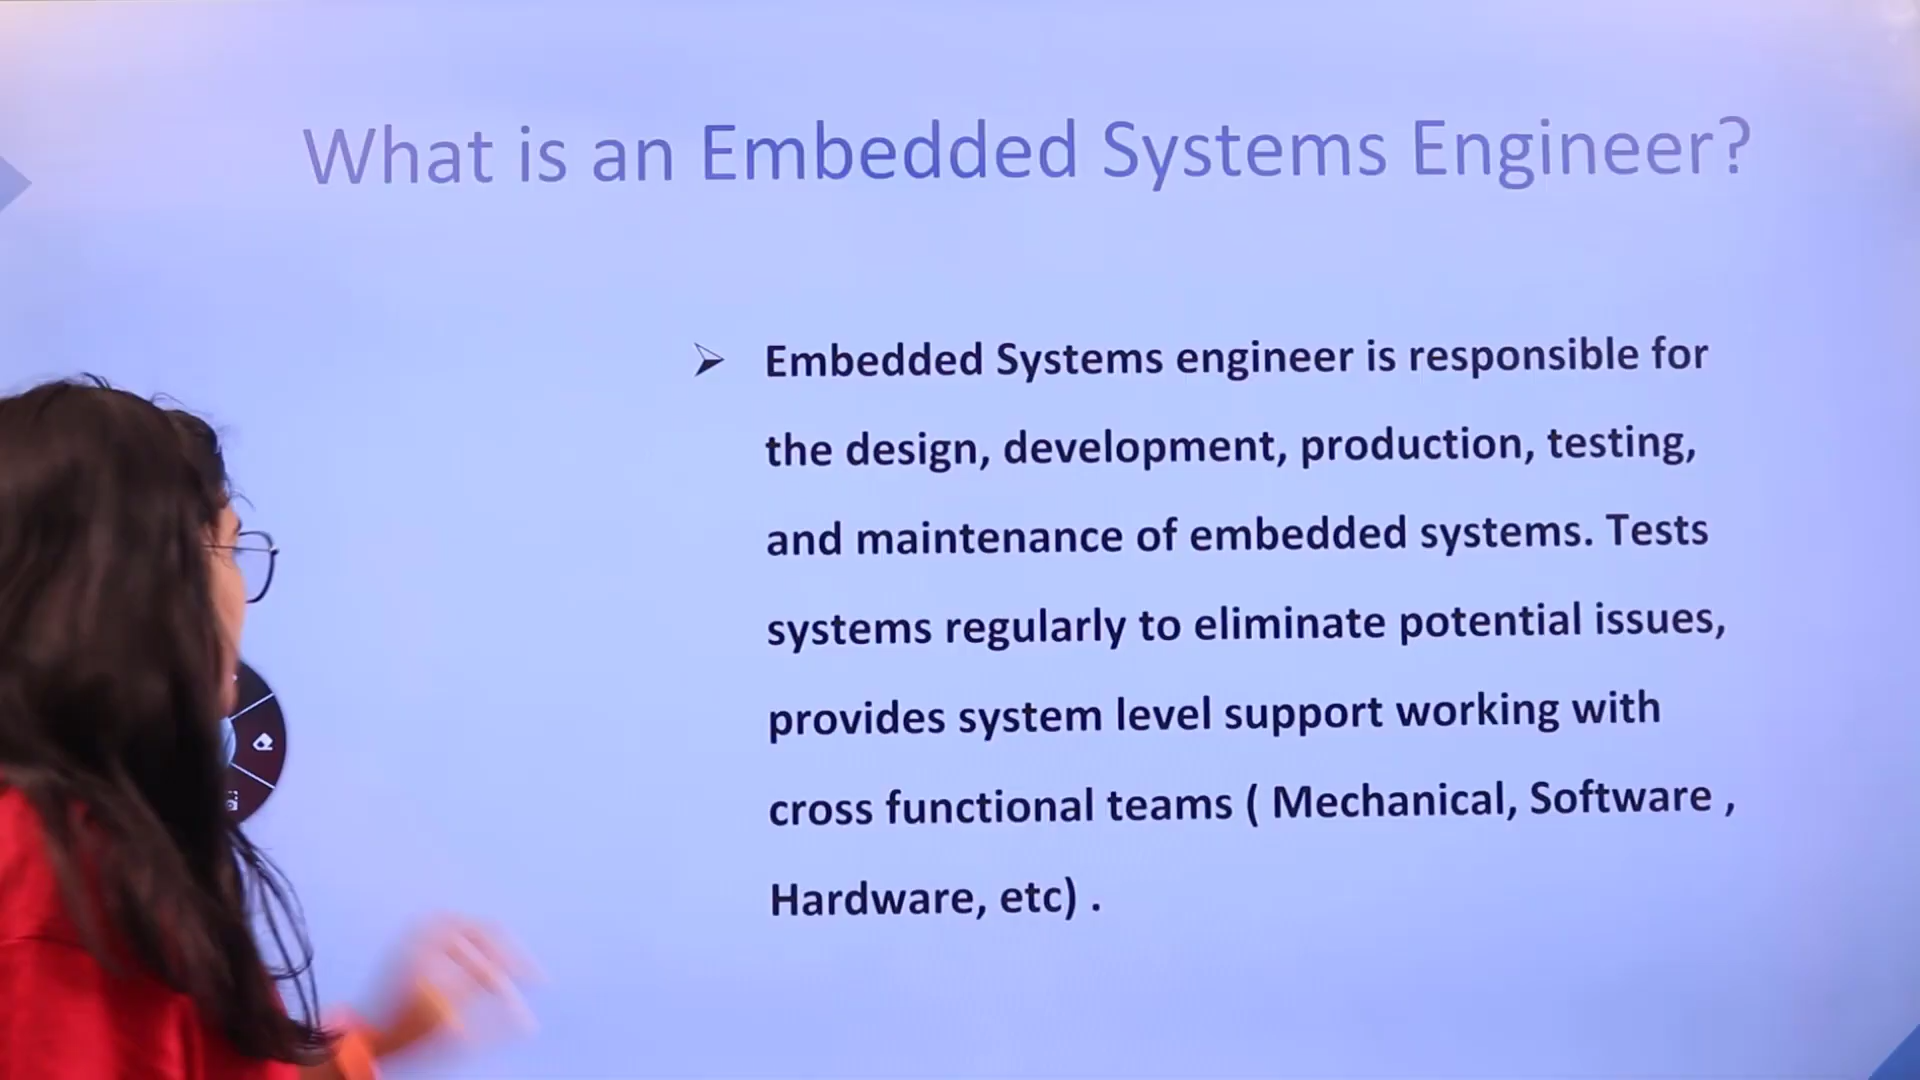 What is an Embedded Systems Engineer?
Embedded Systems engineer is responsible for
the design, development, production, testing,
and maintenance of embedded systems. Tests
systems regularly to eliminate potential issues,
provides system level support working with
cross functional teams ( Mechanical, Software ,
Hardware, etc) .